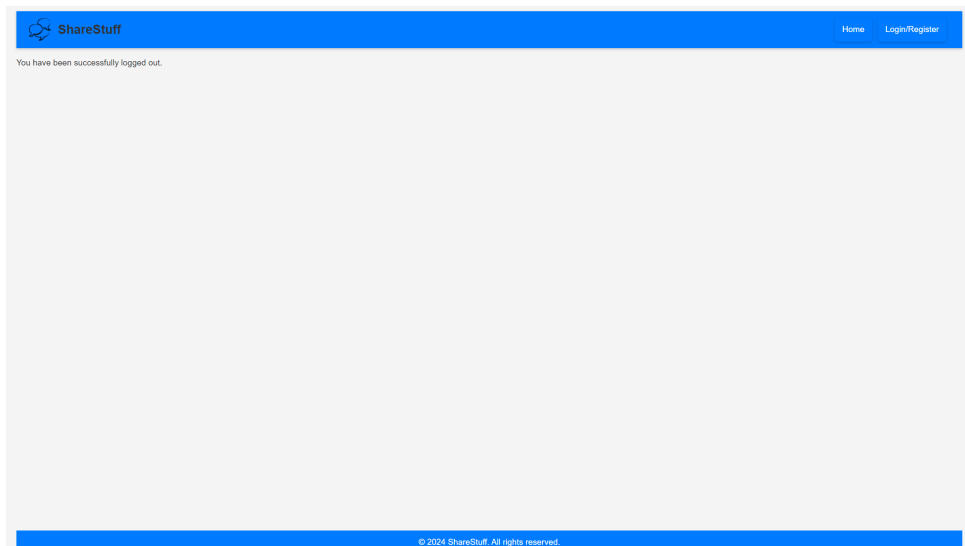 ShareStuff
Home
Login/Register
You have been successfully logged out.
© 2024 ShareStuff. All rights reserved.